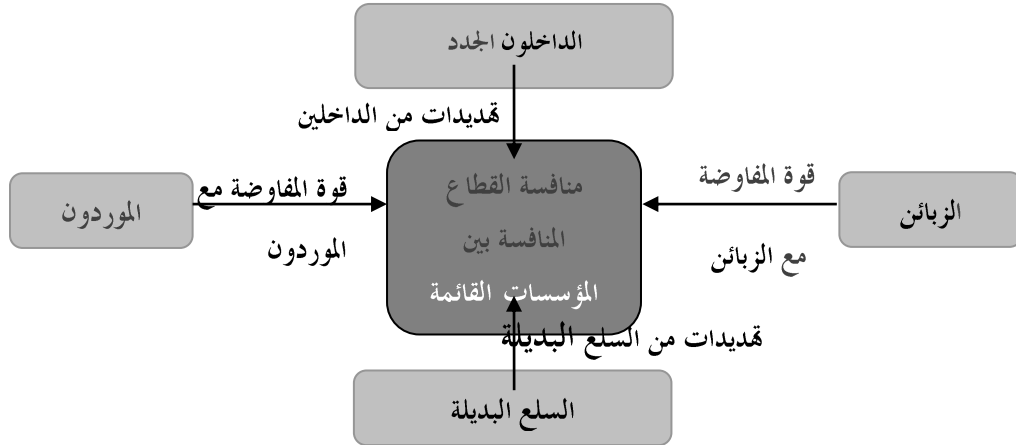 الداخلون الجدد
تهديدات من الداخلين
منافسة القطاع
المنافسة بين
المؤسسات القائمة
قوة المفاوضة
مع الزبائن
الزبائن
قوة المفاوضة مع
الموردون
الموردون
تهديدات من السلع البديلة
السلع البديلة